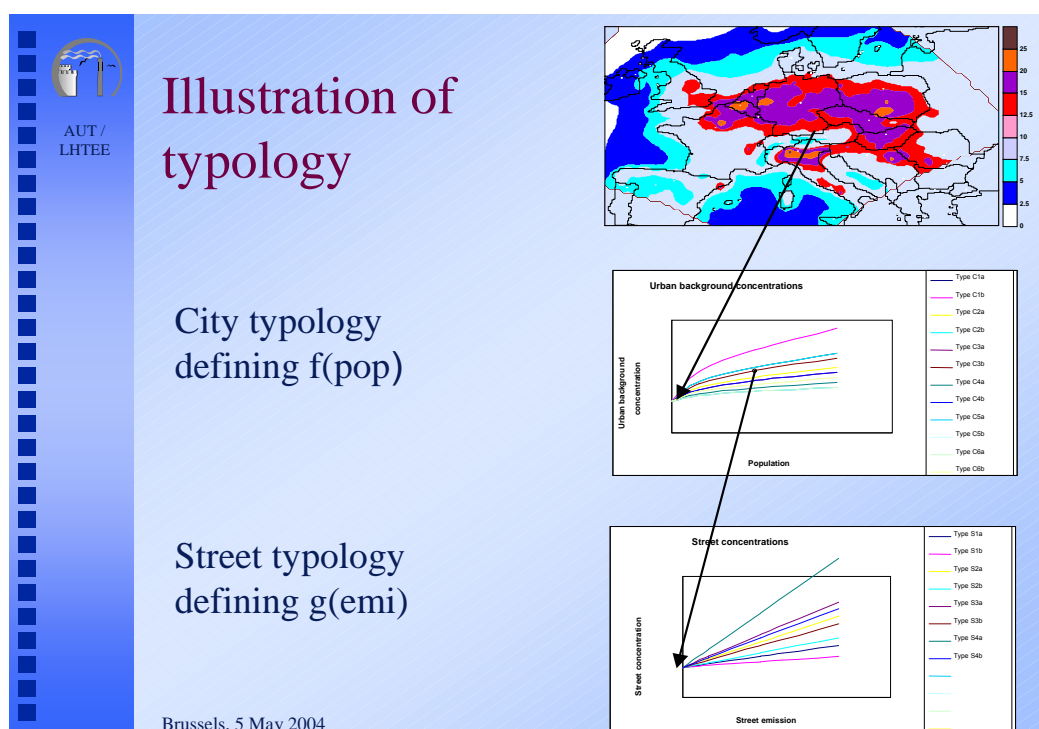 AUT /
LHTEE
Illustration of
typology
25
20
15
12.5
10
7.5
5
2.5
0
City typology
defining f(pop)
Urban background concentrations
Urban background
concentration
Population
Type C1a
Type C1b
Type C2a
Type C2b
Type C3a
Type C3b
Type C4a
Type C4b
Type C5a
Type C5b
Type C6a
Type C6b
Street typology
defining g(emi)
Street concentrations
Street concentration
Street emission
Type S1a
Type S1b
Type S2a
Type S2b
Type S3a
Type S3b
Type S4a
Type S4b
Brussels, 5 May 2004